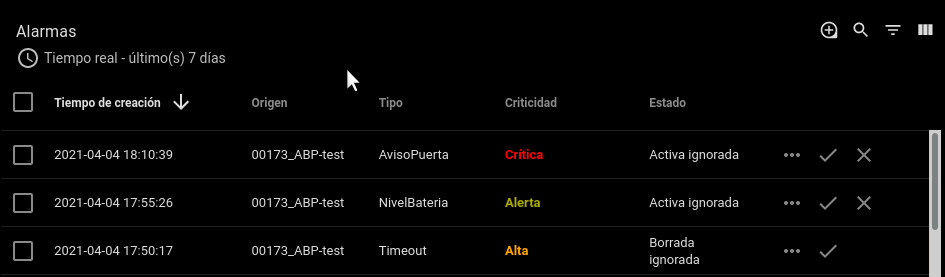 Alarmas
Tiempo real - último(s) 7 días
Tiempo de creación Origen Tipo Criticidad Estado
2021-04-04 18:10:39 00173_ABP-test AvisoPuerta Crítica Activa ignorada
2021-04-04 17:55:26 00173_ABP-test NivelBateria Alerta Activa ignorada
2021-04-04 17:50:17 00173_ABP-test Timeout Alta Borrada
ignorada